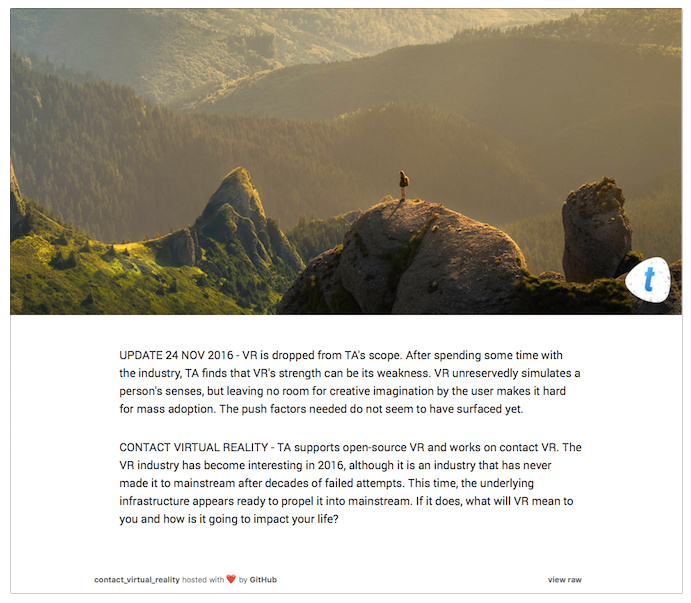 t
UPDATE 24 NOV 2016 - VR is dropped from TA's scope. After spending some time with
the industry, TA finds that VR's strength can be its weakness. VR unreservedly simulates a
person's senses, but leaving no room for creative imagination by the user makes it hard
for mass adoption. The push factors needed do not seem to have surfaced yet.
CONTACT VIRTUAL REALITY - TA supports open-source VR and works on contact VR. The
VR industry has become interesting in 2016, although it is an industry that has never
made it to mainstream after decades of failed attempts. This time, the underlying
infrastructure appears ready to propel it into mainstream. If it does, what will VR mean to
you and how is it going to impact your life?
contact_virtual_reality hosted with ❤ by GitHub view raw